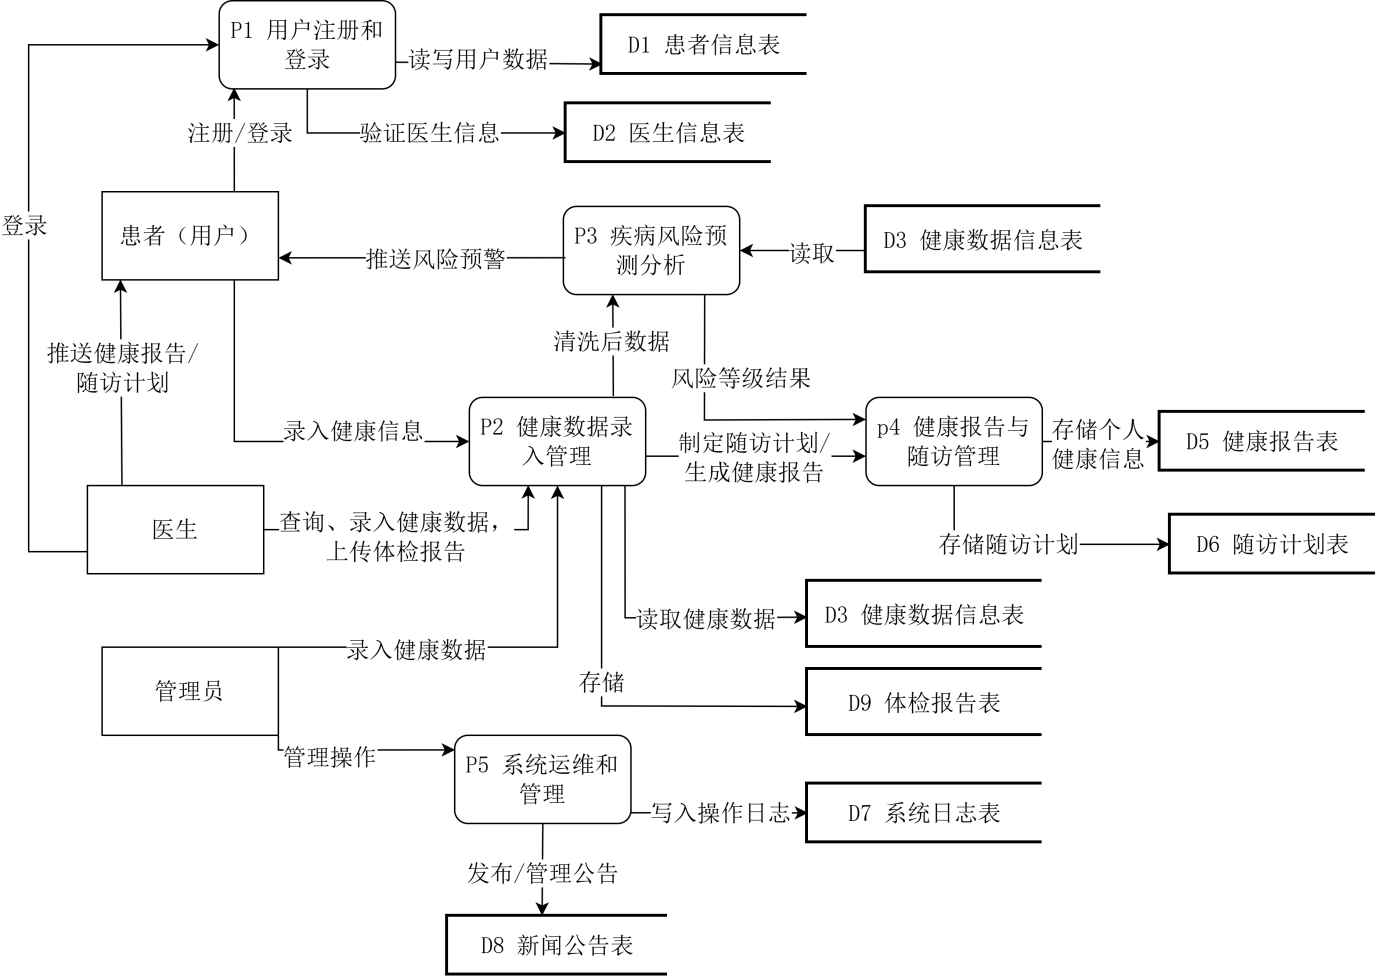 P1 用户注册和
登录
读写用户数据
D1 患者信息表
注册/登录
验证医生信息
D2 医生信息表
登录
患者（用户）
推送风险预警
P3 疾病风险预
测分析
读取
D3 健康数据信息表
推送健康报告/
随访计划
清洗后数据
风险等级结果
录入健康信息
P2 健康数据录
入管理
制定随访计划/
生成健康报告
p4 健康报告与
随访管理
存储个人
健康信息
D5 健康报告表
医生
查询、录入健康数据，
上传体检报告
存储随访计划
D6 随访计划表
读取健康数据
D3 健康数据信息表
录入健康数据
管理员
存储
D9 体检报告表
管理操作
P5 系统运维和
管理
写入操作日志
D7 系统日志表
发布/管理公告
D8 新闻公告表